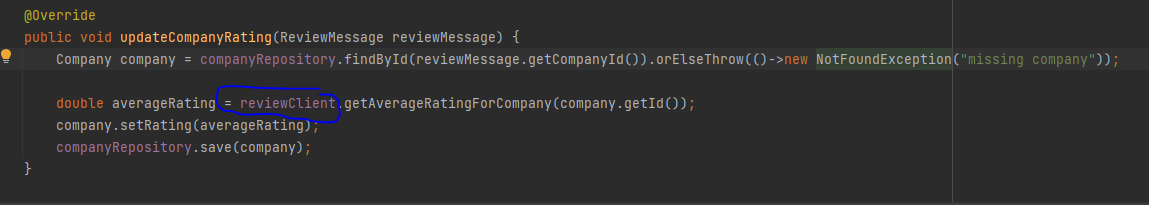 @Override
public void updateCompanyRating(ReviewMessage reviewMessage) {
Company company = companyRepository.findById(reviewMessage.getCompanyId()).orElseThrow(()->new NotFoundException("missing company"));
double averageRating = reviewClient.getAverageRatingForCompany(company.getId());
company.setRating(averageRating);
companyRepository.save(company);
}